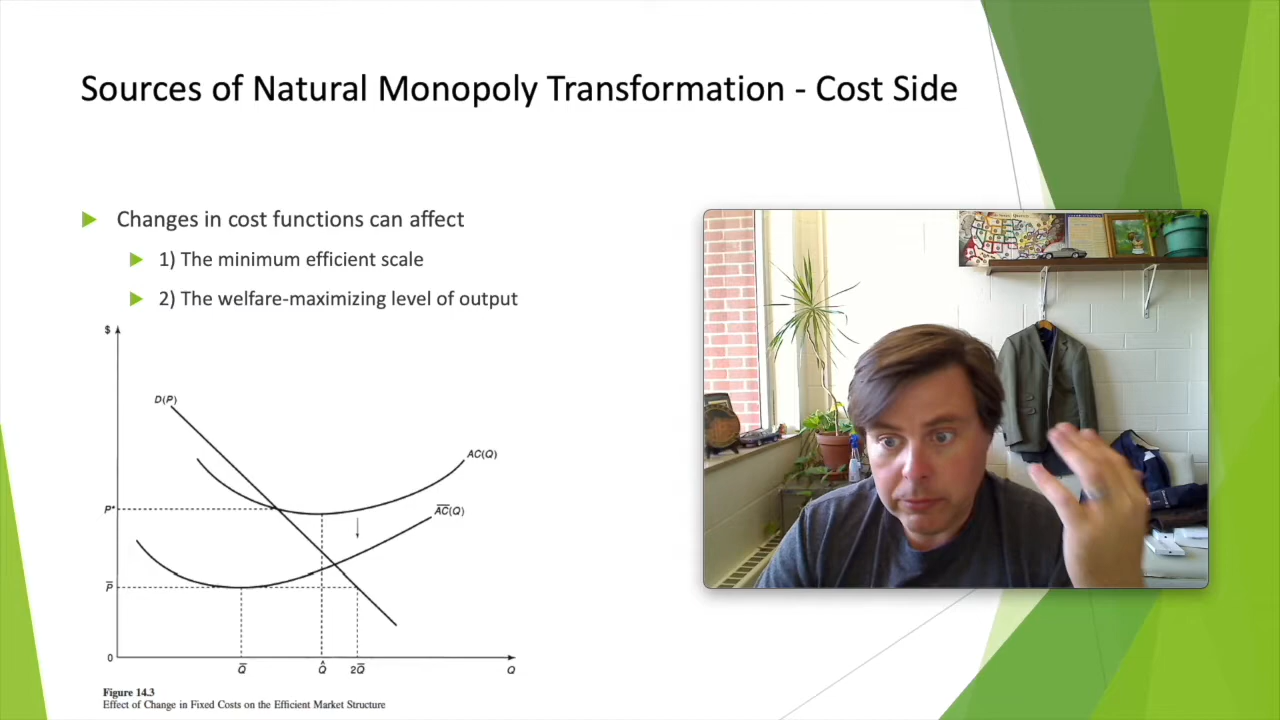 Sources of Natural Monopoly Transformation - Cost Side
Changes in cost functions can affect
1) The minimum efficient scale
2) The welfare-maximizing level of output
$
D(P)
AC(Q)
P*
A̅C̅(Q)
P̅
0
Q̅
Q̂
2Q̅
Q
Figure 14.3
Effect of Change in Fixed Costs on the Efficient Market Structure